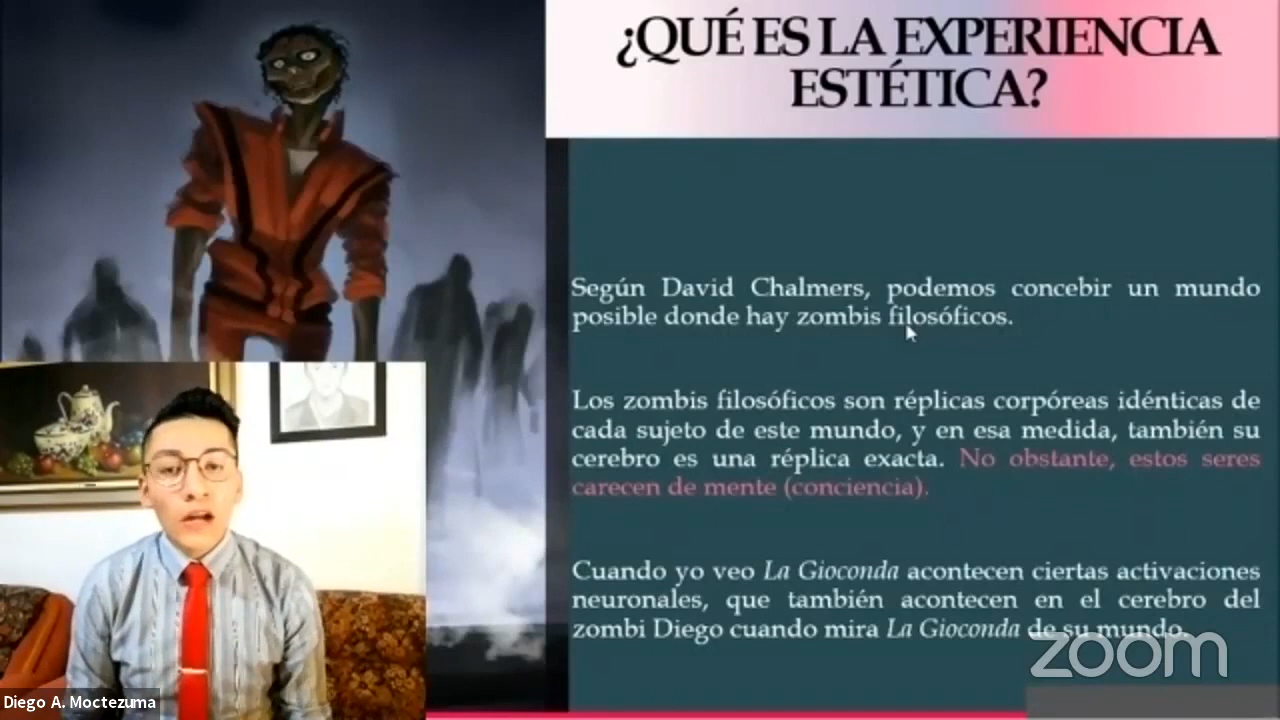 ¿QUÉ ES LA EXPERIENCIA
ESTÉTICA?
Según David Chalmers, podemos concebir un mundo
posible donde hay zombis filosóficos.
Los zombis filosóficos son réplicas corpóreas idénticas de
cada sujeto de este mundo, y en esa medida, también su
cerebro es una réplica exacta. No obstante, estos seres
carecen de mente (conciencia).
Cuando yo veo La Gioconda acontecen ciertas activaciones
neuronales, que también acontecen en el cerebro del
zombi Diego cuando mira La Gioconda de su mundo.
zoom
Diego A. Moctezuma